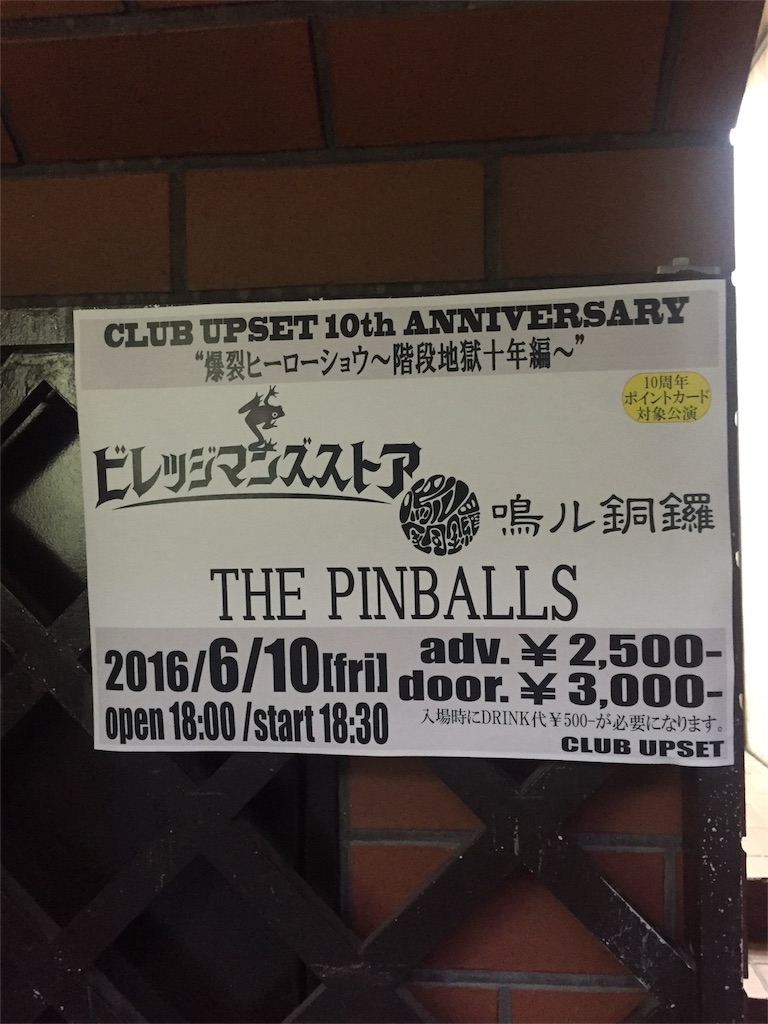 CLUB UPSET 10th ANNIVERSARY
“爆裂ヒーローショウ～階段地獄十年編～”
10周年
ポイントカード
対象公演
ビレッジマンズストア
鳴ル銅鑼
鳴ル銅鑼
THE PINBALLS
2016/6/10[fri]
open 18:00 /start 18:30
adv. ¥ 2,500-
door. ¥ 3,000-
入場時にDRINK代¥500-が必要になります。
CLUB UPSET